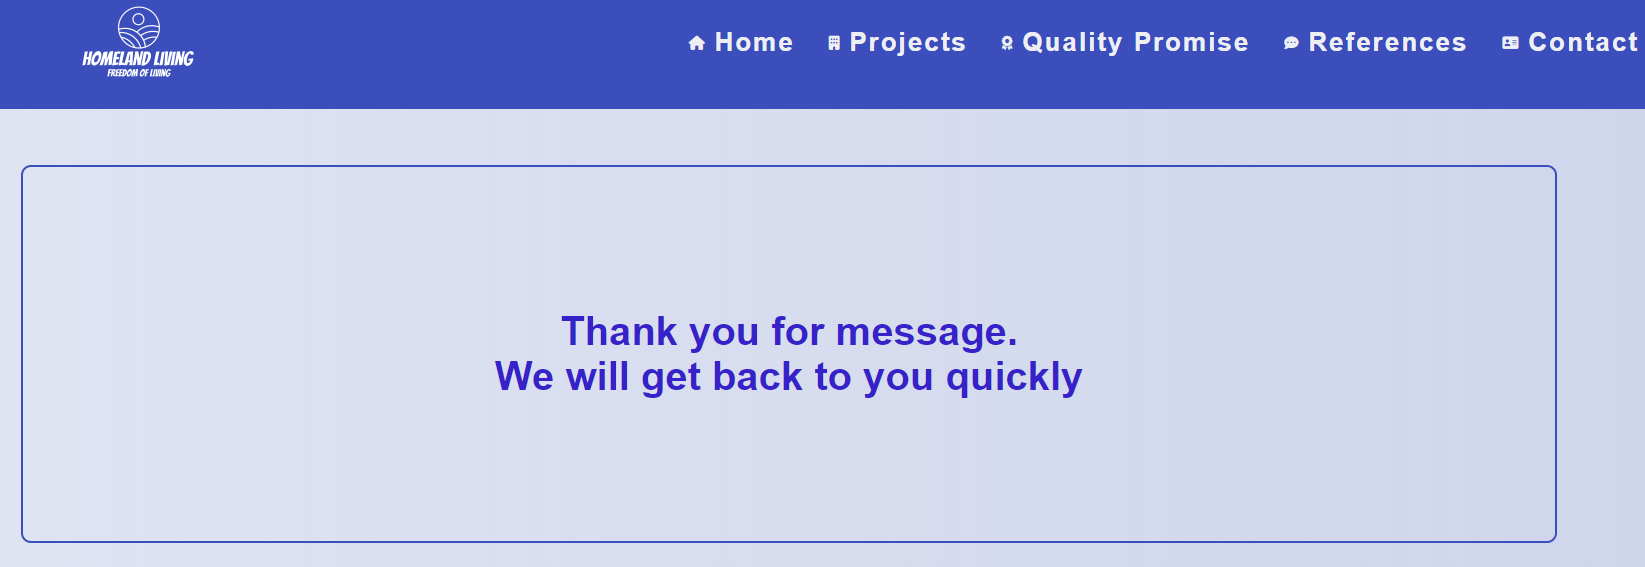 HOMELAND LIVING
FREEDOM OF LIVING
Home Projects Quality Promise References Contact
Thank you for message.
We will get back to you quickly